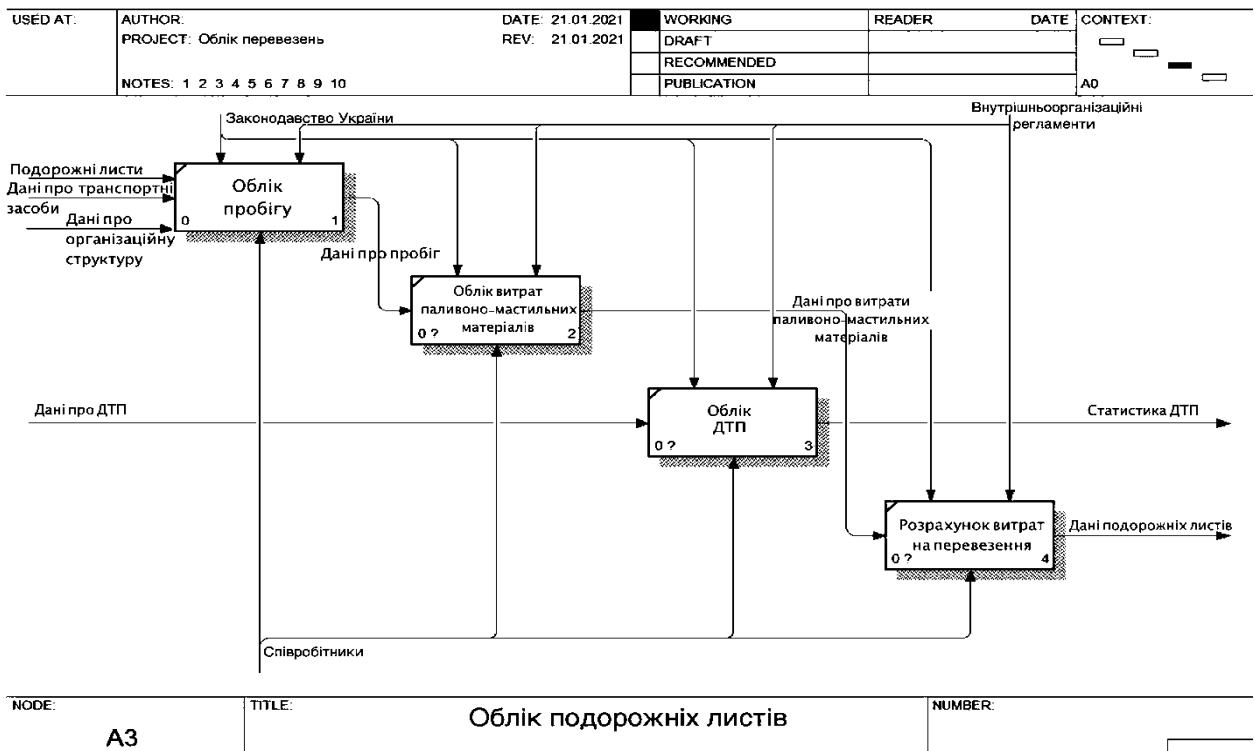 USED AT:
AUTHOR:
DATE: 21.01.2021
WORKING
READER
DATE
CONTEXT:
PROJECT: Облік перевезень
REV: 21.01.2021
DRAFT
RECOMMENDED
NOTES: 1 2 3 4 5 6 7 8 9 10
PUBLICATION
A0
Законодавство України
Внутрішньоорганізаційні
регламенти
Подорожні листи
Дані про транспортні
засоби
Дані про
організаційну
структуру
Облік
пробігу
0
1
Дані про пробіг
Облік витрат
паливоно-мастильних
матеріалів
0 ?
2
Дані про витрати
паливоно-мастильних
матеріалів
Дані про ДТП
Облік
ДТП
0 ?
3
Статистика ДТП
Розрахунок витрат
на перевезення
0 ?
4
Дані подорожніх листів
Співробітники
NODE:
A3
TITLE:
Облік подорожніх листів
NUMBER: